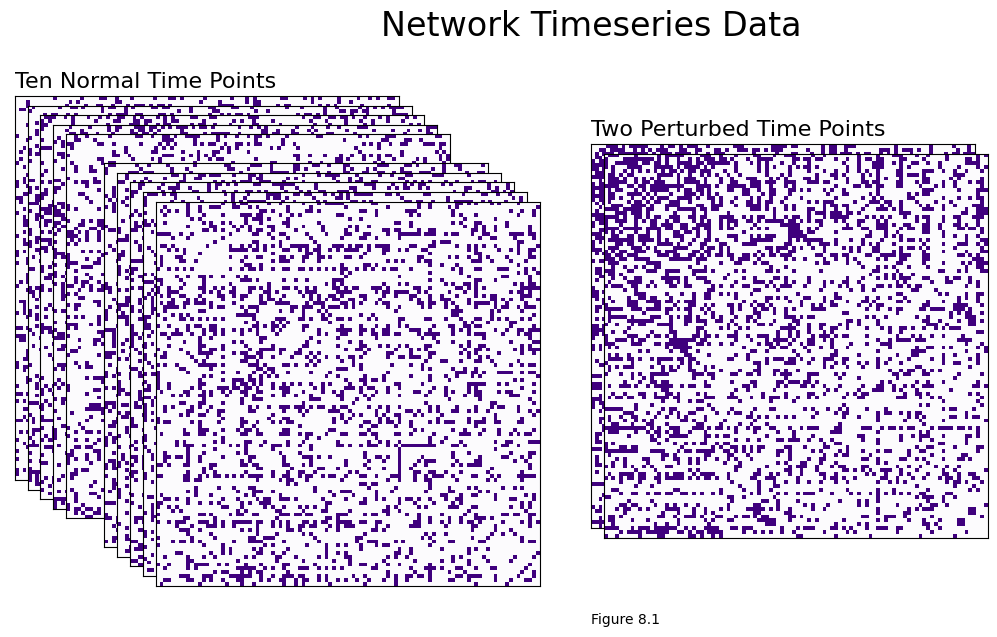 Network Timeseries Data
Ten Normal Time Points
Two Perturbed Time Points
Figure 8.1